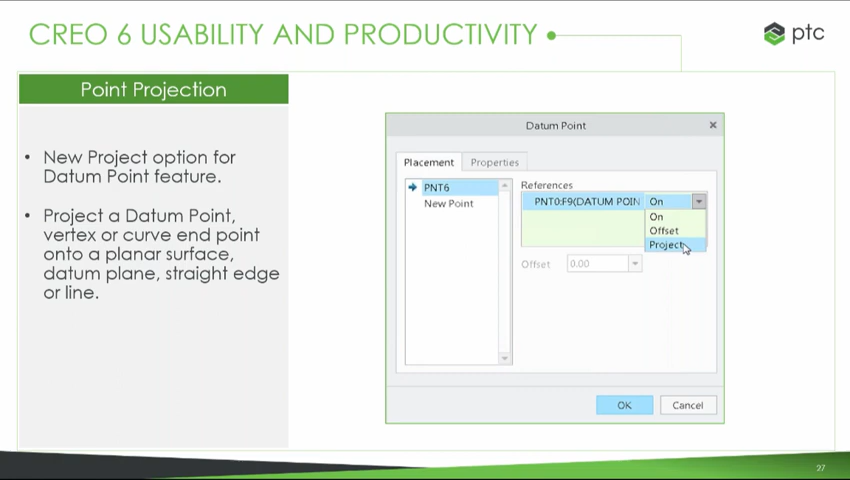 CREO 6 USABILITY AND PRODUCTIVITY
ptc
Point Projection
• New Project option for
Datum Point feature.
• Project a Datum Point,
vertex or curve end point
onto a planar surface,
datum plane, straight edge
or line.
Datum Point
Placement
Properties
PNT6
New Point
References
PNT0:F9(DATUM POIN
On
On
Offset
Project
Offset
0.00
OK
Cancel
27